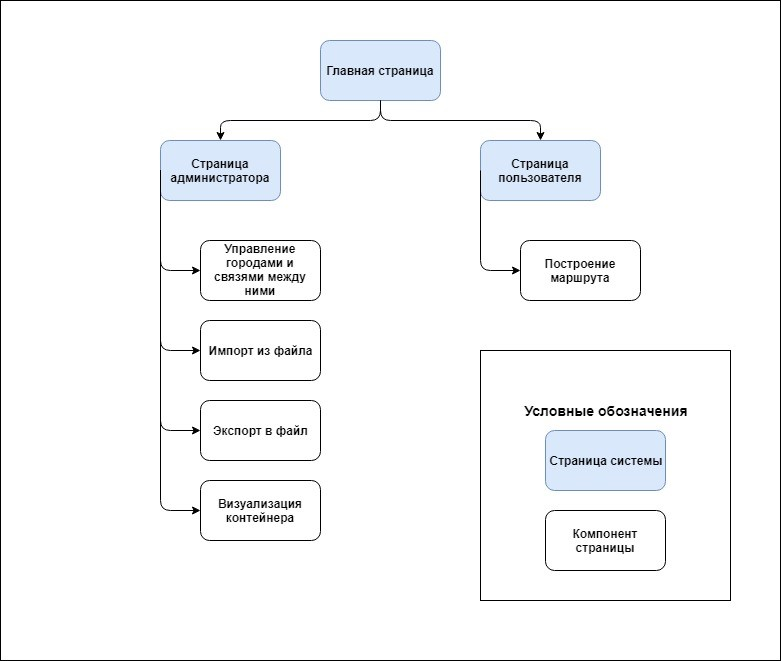 Главная страница
Страница
администратора
Страница
пользователя
Управление
городами и
связями между
ними
Построение
маршрута
Импорт из файла
Экспорт в файл
Визуализация
контейнера
Условные обозначения
Страница системы
Компонент
страницы